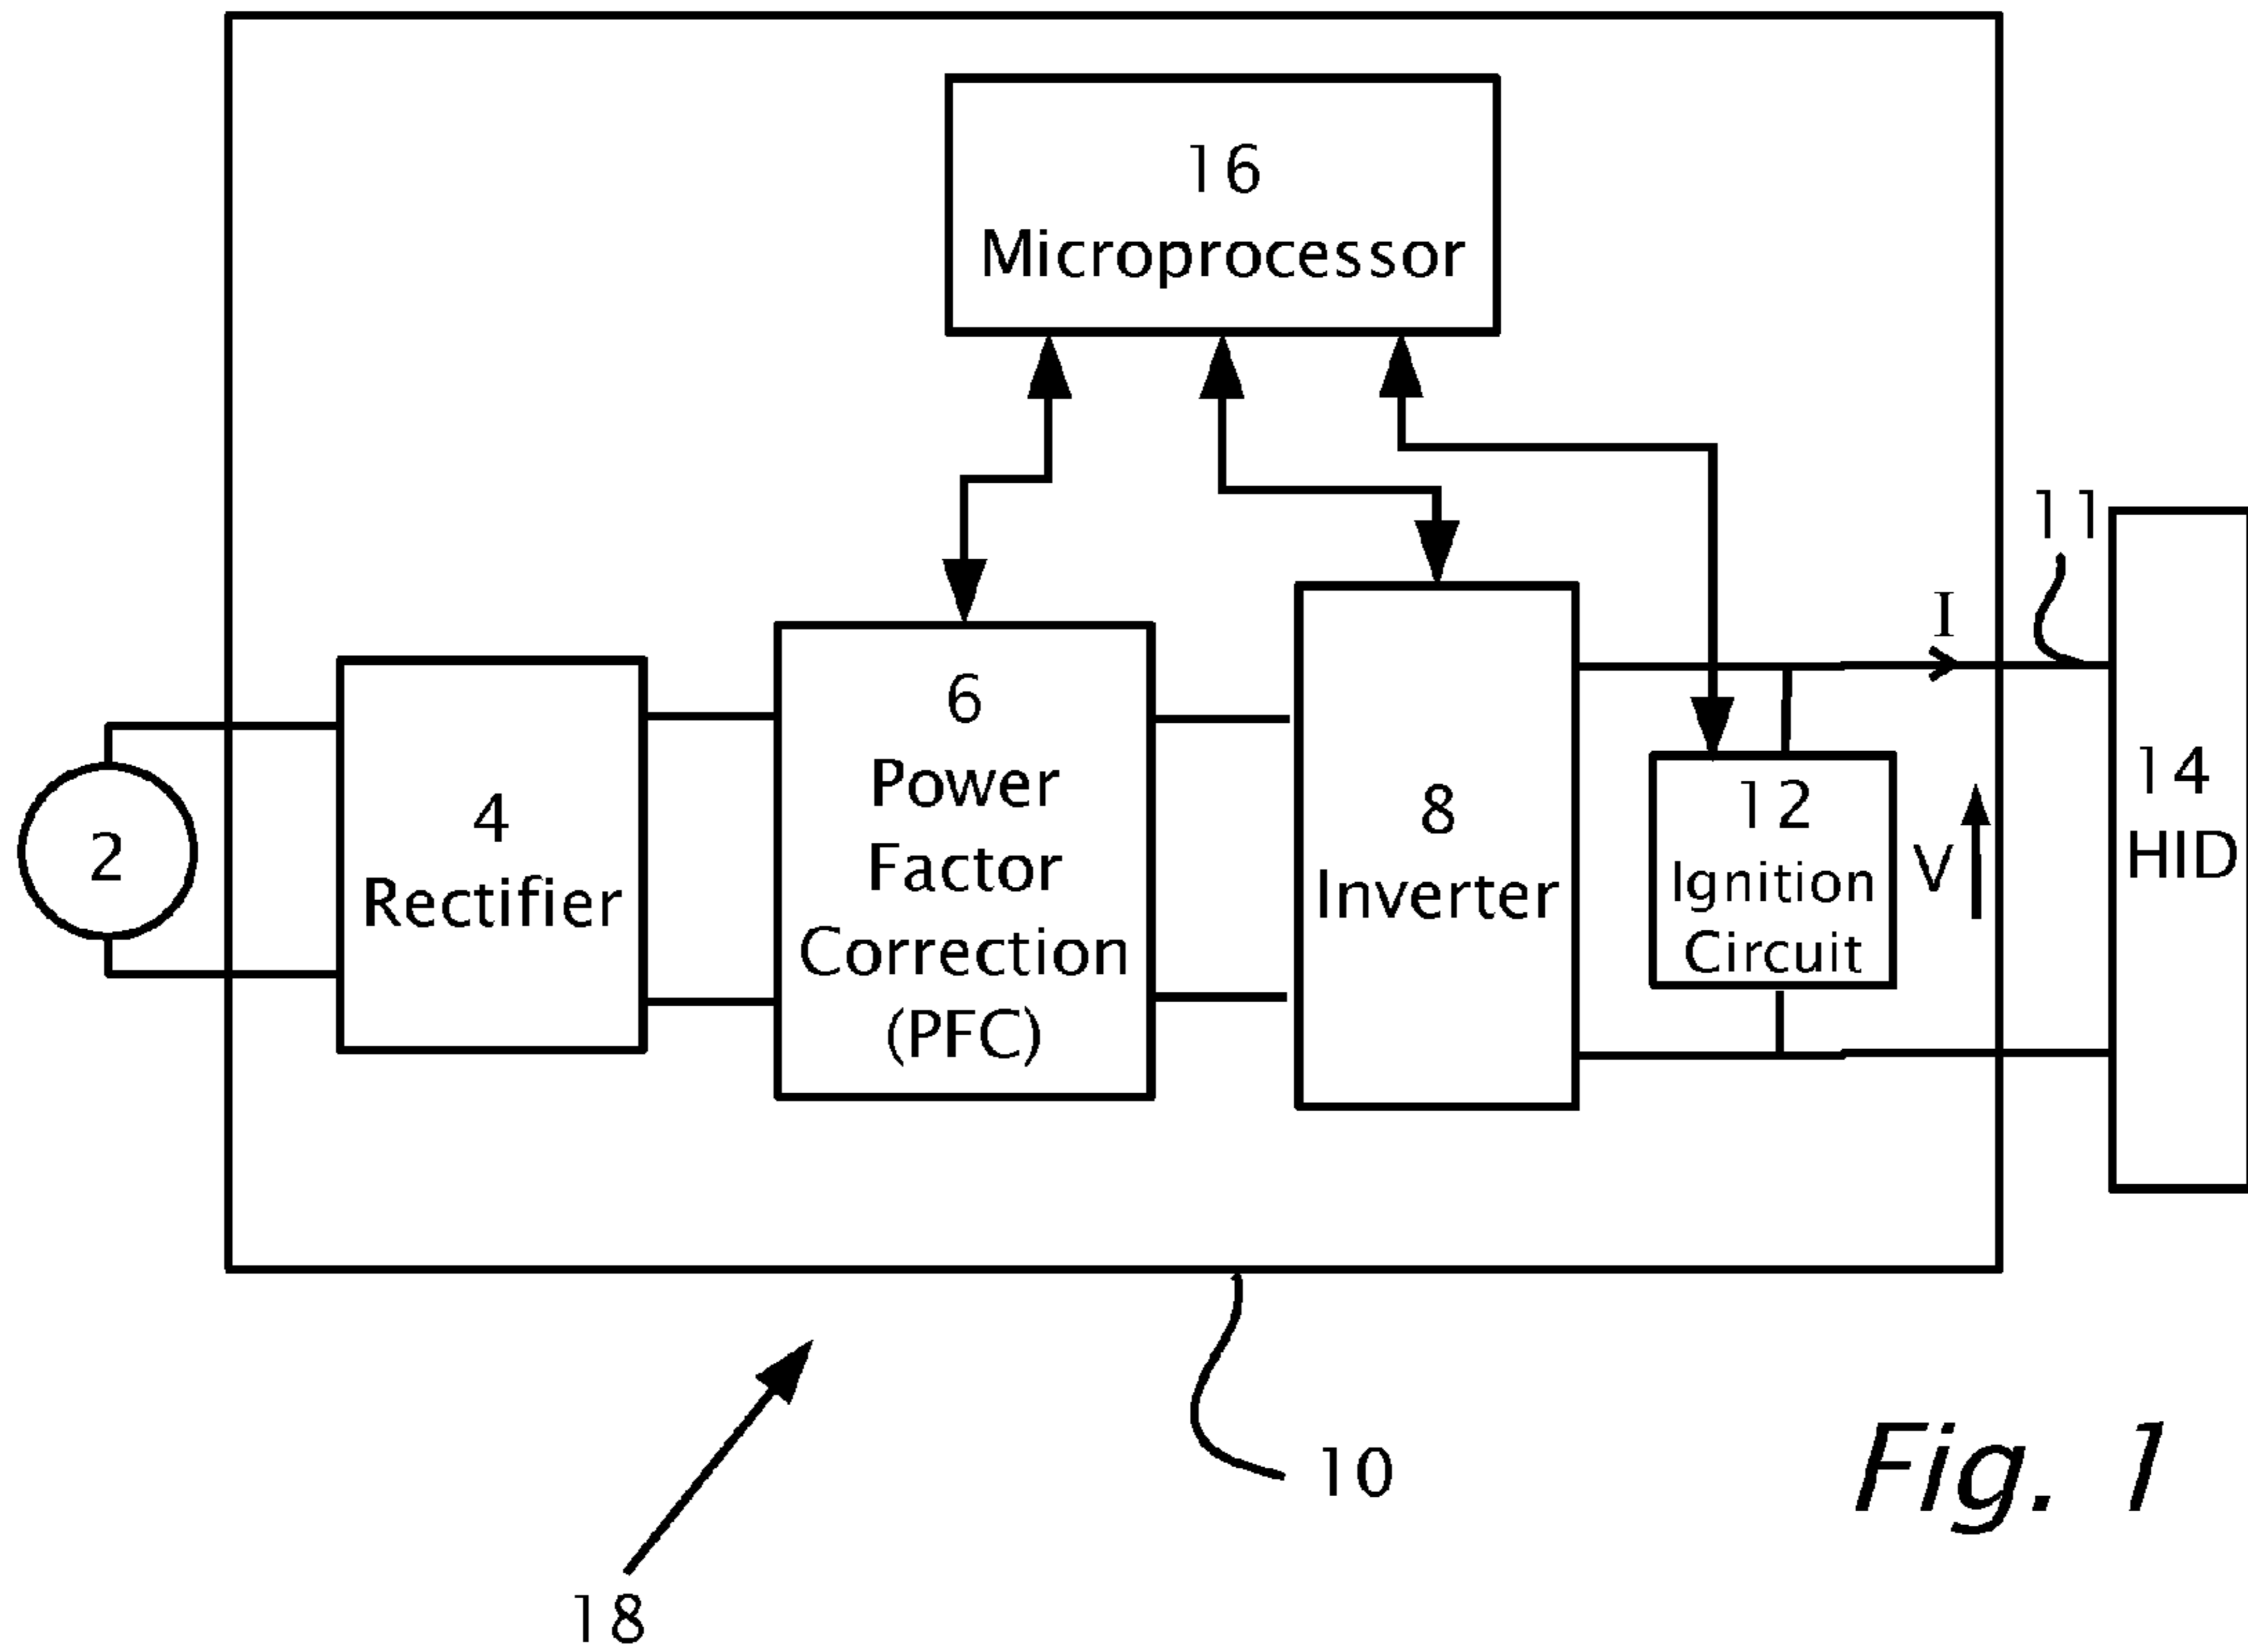 16
Microprocessor
11
I
6
Power
Factor
Correction
(PFC)
4
Rectifier
2
8
Inverter
12
Ignition
Circuit
V
14
HID
10
18
Fig. 1